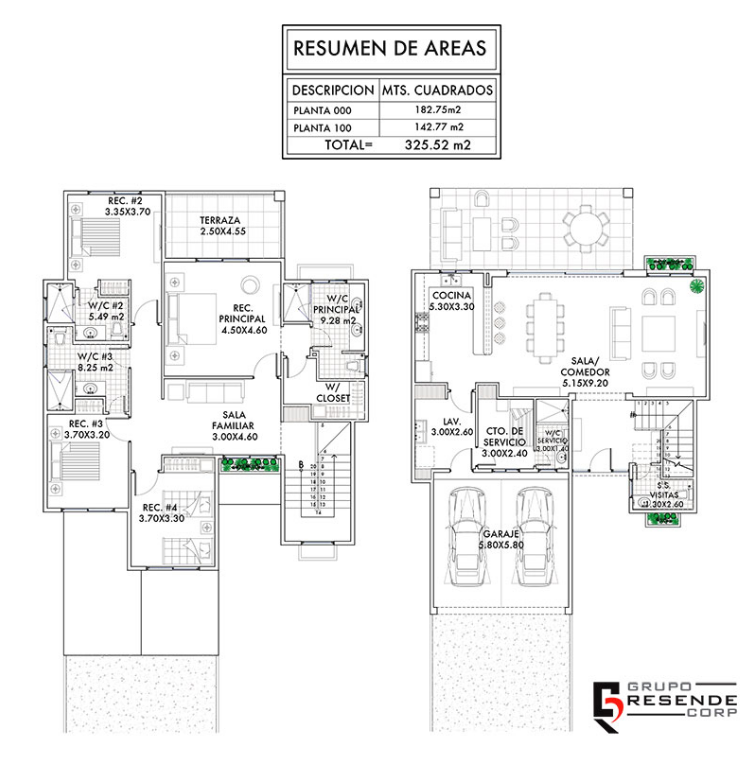 RESUMEN DE AREAS
DESCRIPCION MTS. CUADRADOS
PLANTA 000 182.75m2
PLANTA 100 142.77 m2
TOTAL= 325.52 m2
REC. #2
3.35X3.70
TERRAZA
2.50X4.55
W/C #2
5.49 m2
REC.
PRINCIPAL
4.50X4.60
W/C
PRINCIPAL
9.28 m2
W/C #3
8.25 m2
W/
CLOSET
REC. #3
3.70X3.20
SALA
FAMILIAR
3.00X4.60
B
REC. #4
3.70X3.30
COCINA
5.30X3.30
SALA/
COMEDOR
5.15X9.20
LAV.
3.00X2.60
CTO. DE
SERVICIO
3.00X2.40
W/C
SERVICIO
3.00X1.40
S.S.
VISITAS
GARAJE
5.80X5.80
GRUPO
RESENDE
CORP